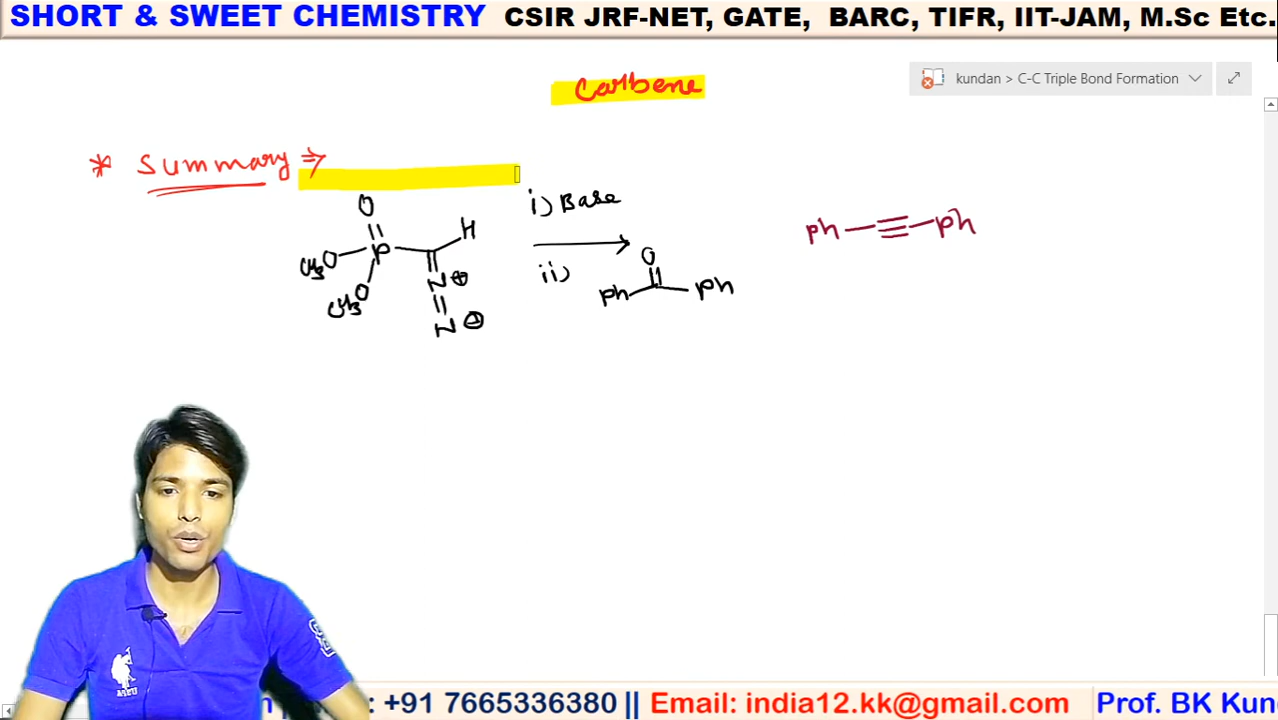 SHORT & SWEET CHEMISTRY CSIR JRF-NET, GATE, BARC, TIFR, IIT-JAM, M.Sc Etc.
Carbene
kundan > C-C Triple Bond Formation
* Summary ⇒
i) Base
ii)
O
P
H
CH3O
CH3O
N ⊕
N ⊖
O
Ph Ph
Ph ≡ Ph
: +91 7665336380 || Email: india12.kk@gmail.com Prof. BK Kun